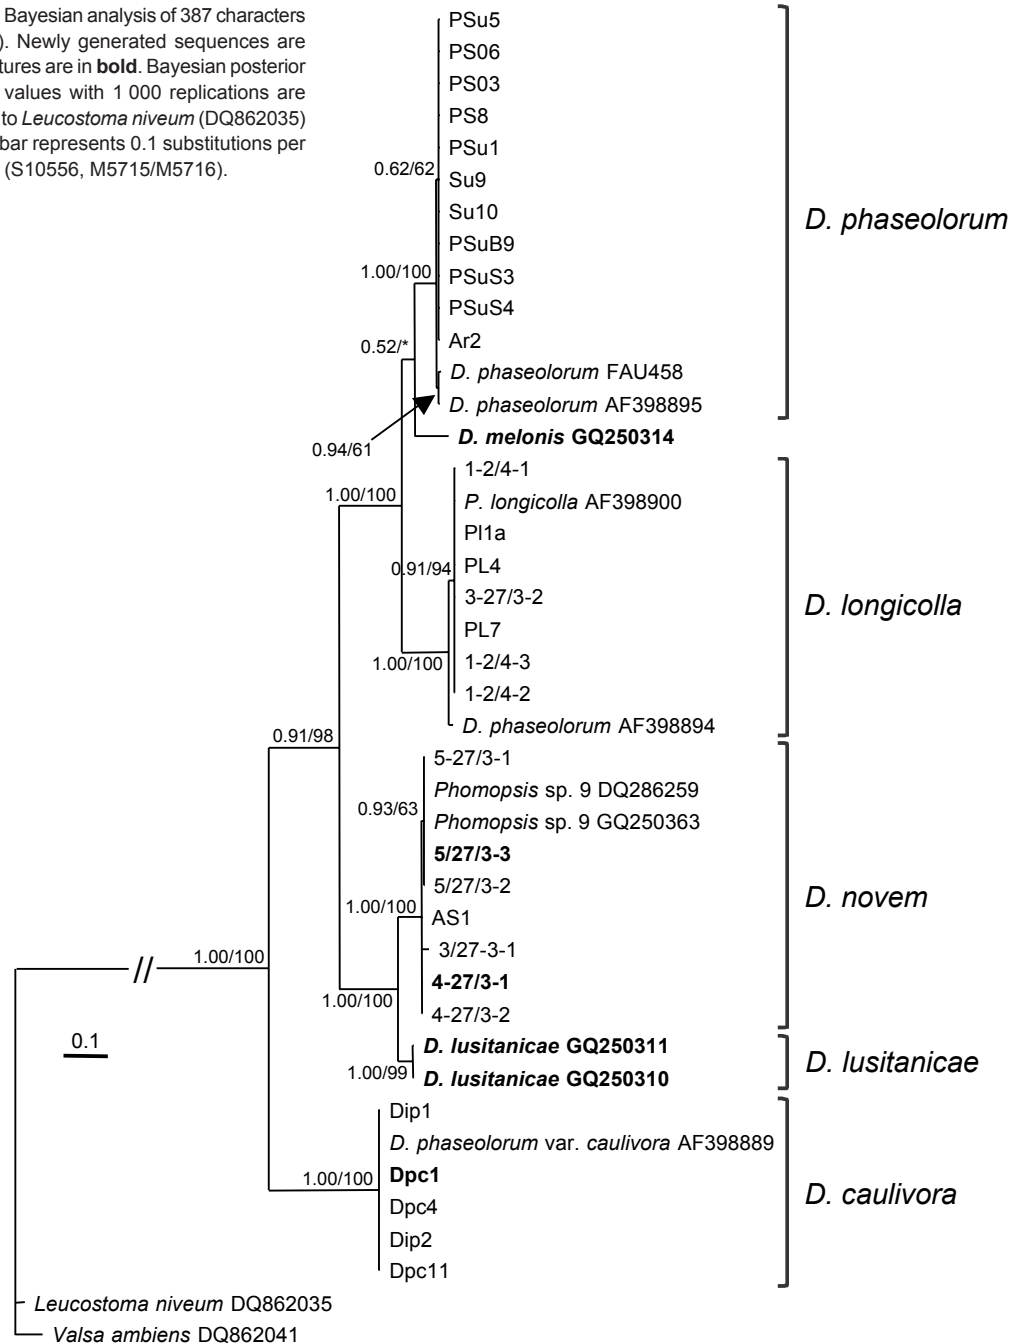 Bayesian analysis of 387 characters
). Newly generated sequences are
tures are in bold. Bayesian posterior
values with 1 000 replications are
to Leucostoma niveum (DQ862035)
bar represents 0.1 substitutions per
(S10556, M5715/M5716).
PSu5
PS06
PS03
PS8
PSu1
0.62/62
Su9
Su10
D. phaseolorum
PSuB9
1.00/100
PSuS3
PSuS4
Ar2
0.52/*
D. phaseolorum FAU458
D. phaseolorum AF398895
D. melonis GQ250314
0.94/61
1-2/4-1
1.00/100
P. longicolla AF398900
Pl1a
0.91/94
PL4
3-27/3-2
D. longicolla
PL7
1.00/100
1-2/4-3
1-2/4-2
D. phaseolorum AF398894
0.91/98
5-27/3-1
Phomopsis sp. 9 DQ286259
0.93/63
Phomopsis sp. 9 GQ250363
5/27/3-3
5/27/3-2
D. novem
1.00/100
AS1
3/27-3-1
1.00/100
//
4-27/3-1
1.00/100
4-27/3-2
0.1
D. lusitanicae GQ250311
D. lusitanicae
1.00/99
D. lusitanicae GQ250310
Dip1
D. phaseolorum var. caulivora AF398889
1.00/100
Dpc1
D. caulivora
Dpc4
Dip2
Dpc11
Leucostoma niveum DQ862035
Valsa ambiens DQ862041